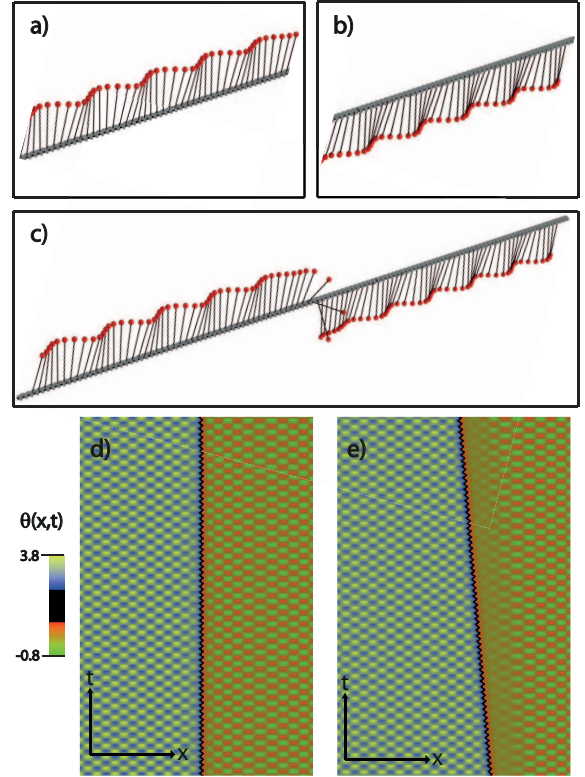 a)
b)
c)
d)
e)
θ(x,t)
3.8
-0.8
t
x
t
x